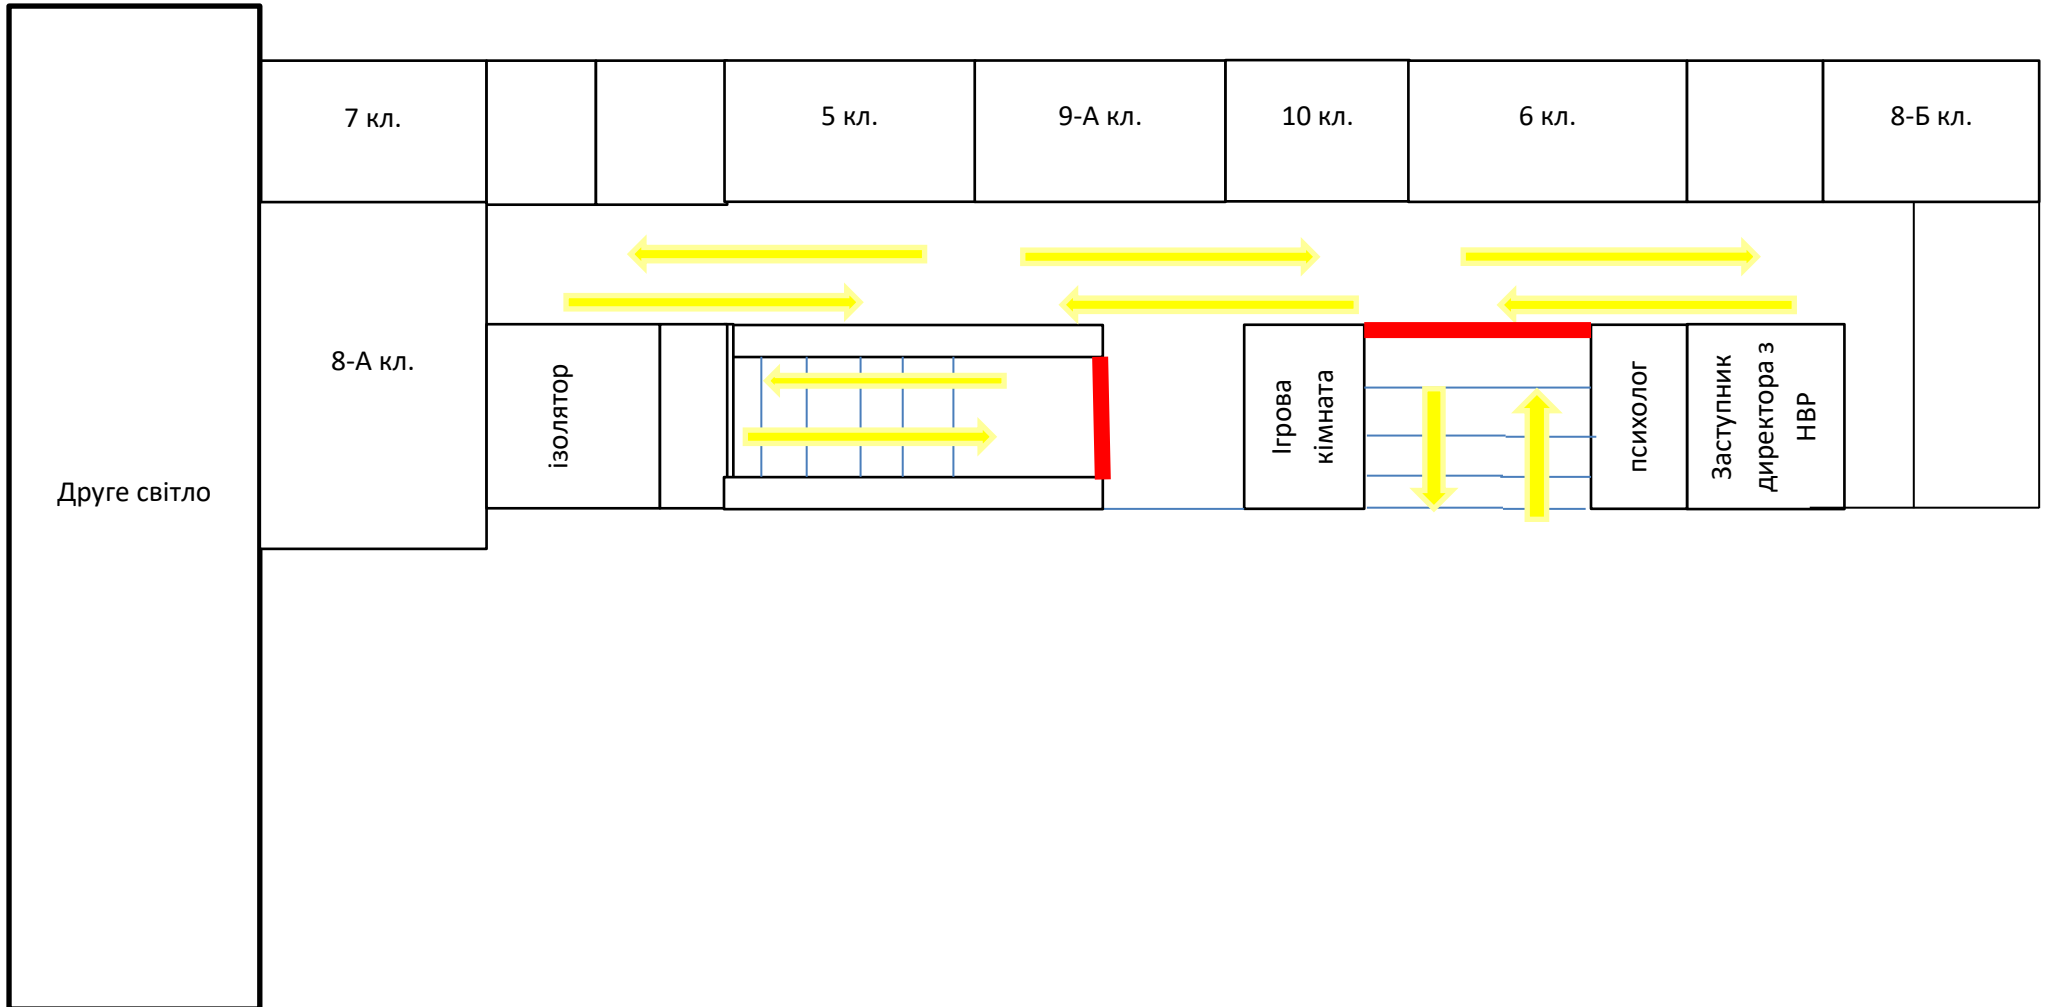 7 кл.
5 кл.
9-А кл.
10 кл.
6 кл.
8-Б кл.
8-А кл.
ізолятор
Ігрова
кімната
психолог
Заступник
директора з
НВР
Друге світло